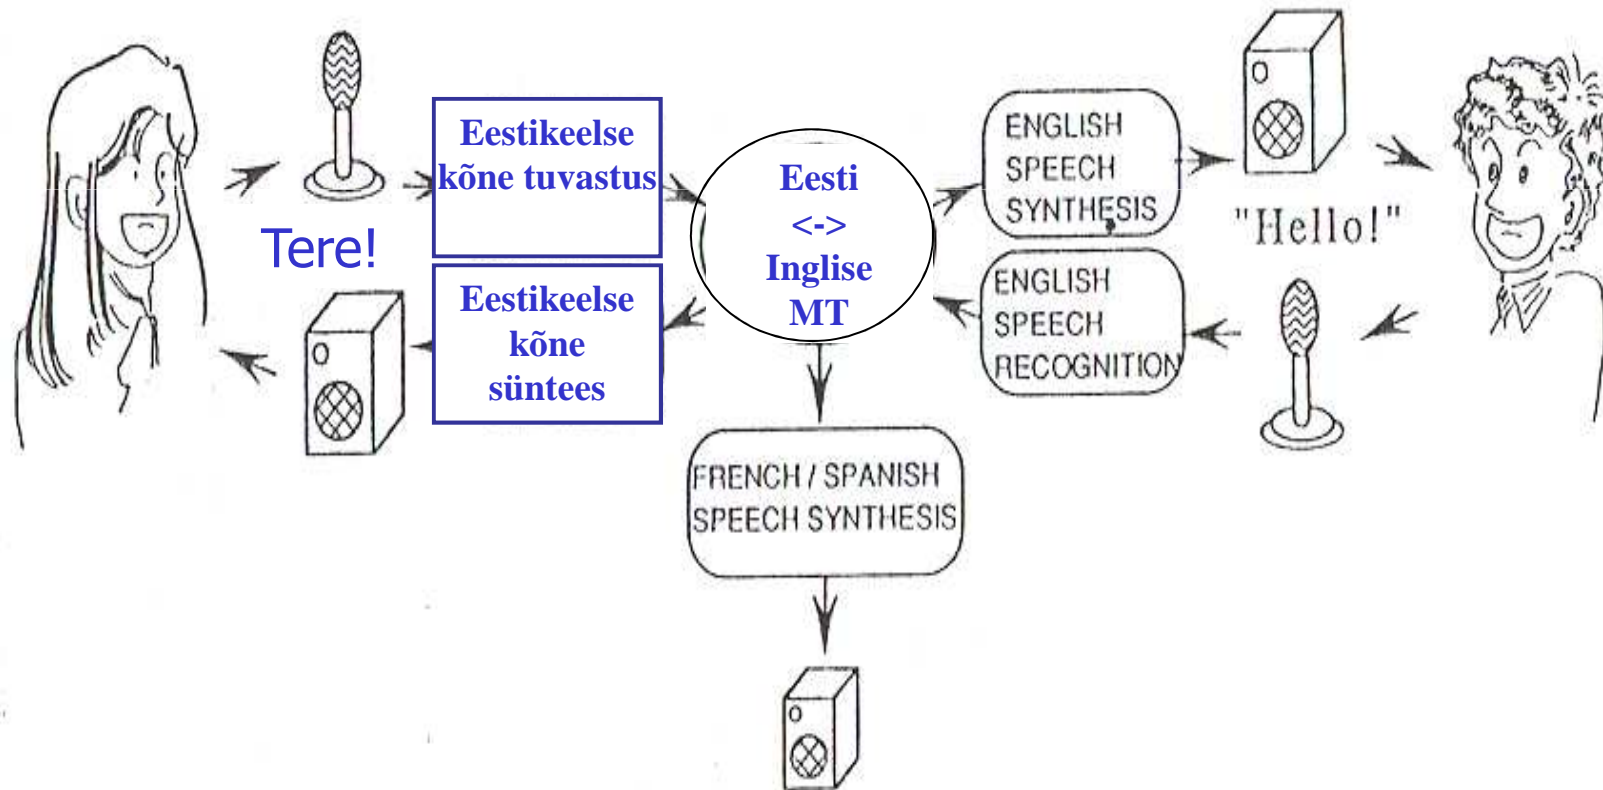 Eestikeelse
kõne tuvastus
Tere!
Eestikeelse
kõne
süntees
Eesti
<->
Inglise
MT
ENGLISH
SPEECH
SYNTHESIS
"Hello!"
ENGLISH
SPEECH
RECOGNITION
FRENCH / SPANISH
SPEECH SYNTHESIS